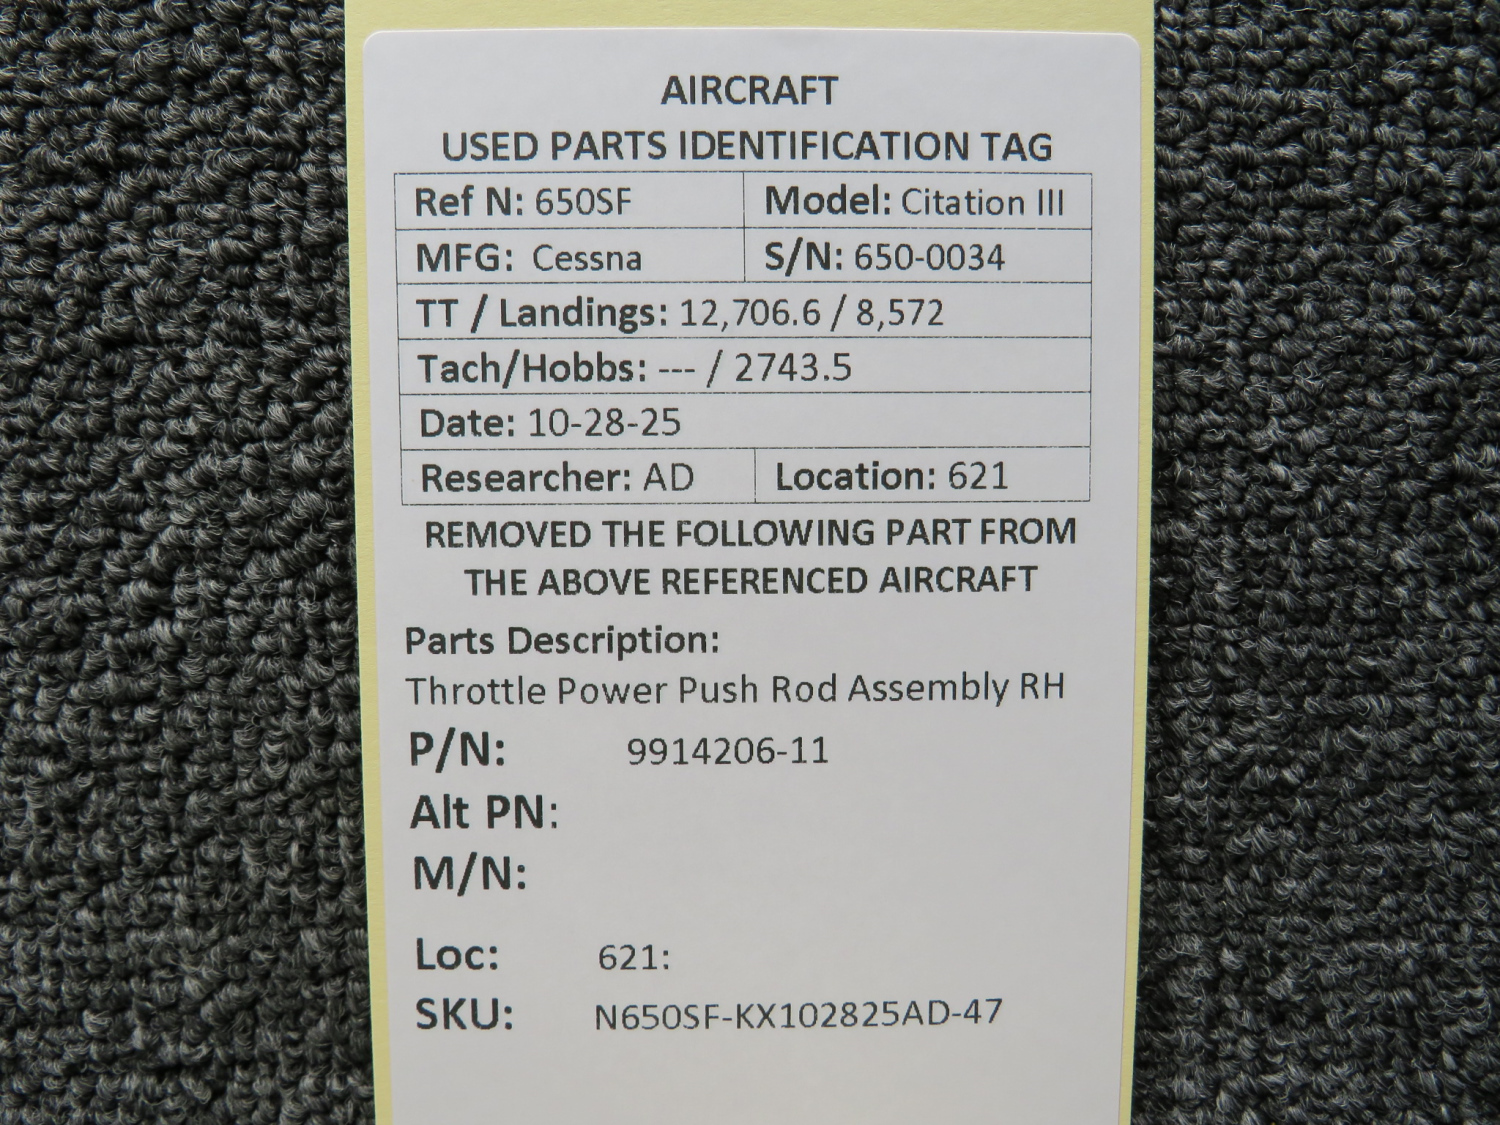 AIRCRAFT
USED PARTS IDENTIFICATION TAG
Ref N: 650SF Model: Citation III
MFG: Cessna S/N: 650-0034
TT / Landings: 12,706.6 / 8,572
Tach/Hobbs: --- / 2743.5
Date: 10-28-25
Researcher: AD Location: 621
REMOVED THE FOLLOWING PART FROM
THE ABOVE REFERENCED AIRCRAFT
Parts Description:
Throttle Power Push Rod Assembly RH
P/N: 9914206-11
Alt PN:
M/N:
Loc: 621:
SKU: N650SF-KX102825AD-47